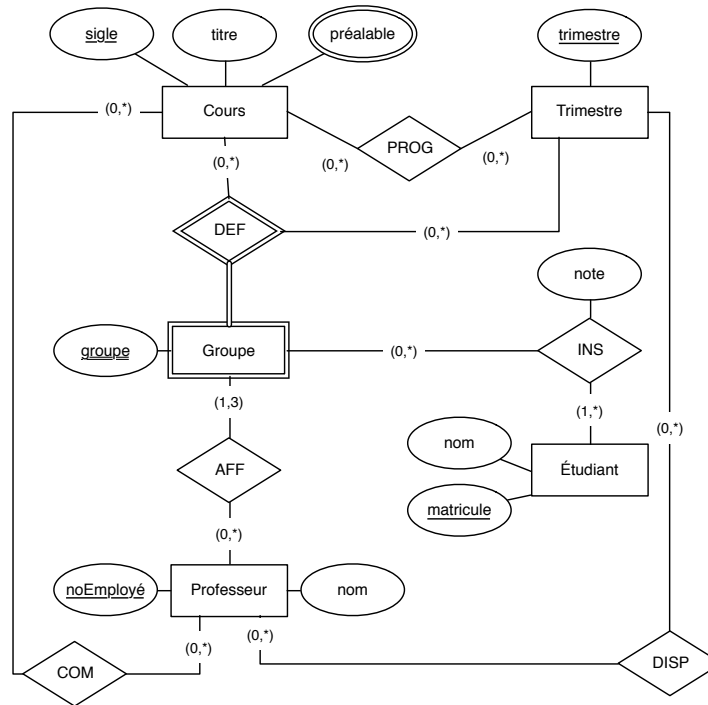 sigle
titre
préalable
trimestre
(0,*)
Cours
Trimestre
PROG
(0,*)
(0,*)
(0,*)
DEF
(0,*)
note
groupe
Groupe
(0,*)
INS
(1,3)
(1,*)
(0,*)
nom
AFF
Étudiant
matricule
(0,*)
noEmployé
Professeur
nom
(0,*)
(0,*)
COM
DISP